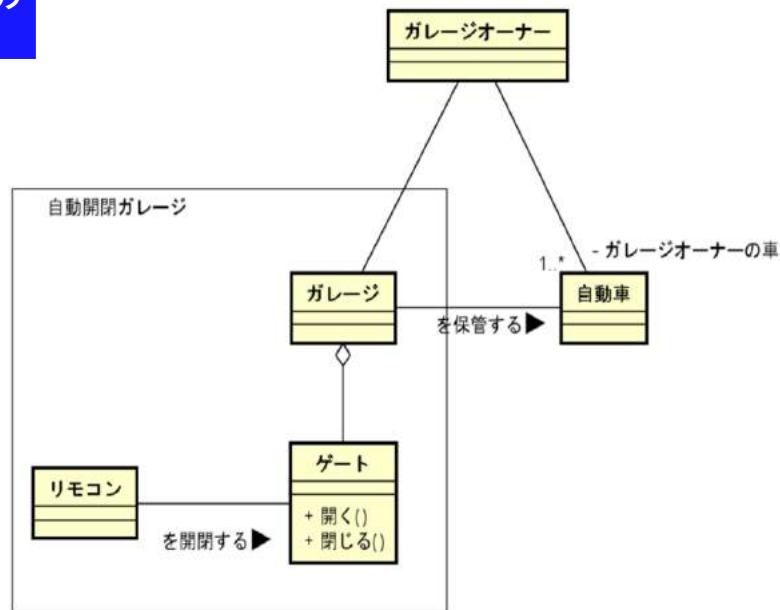 の
ガレージオーナー
自動開閉ガレージ
- ガレージオーナーの車
1..*
ガレージ
自動車
を保管する▶
ゲート
リモコン
+ 開く()
+ 閉じる()
を開閉する▶